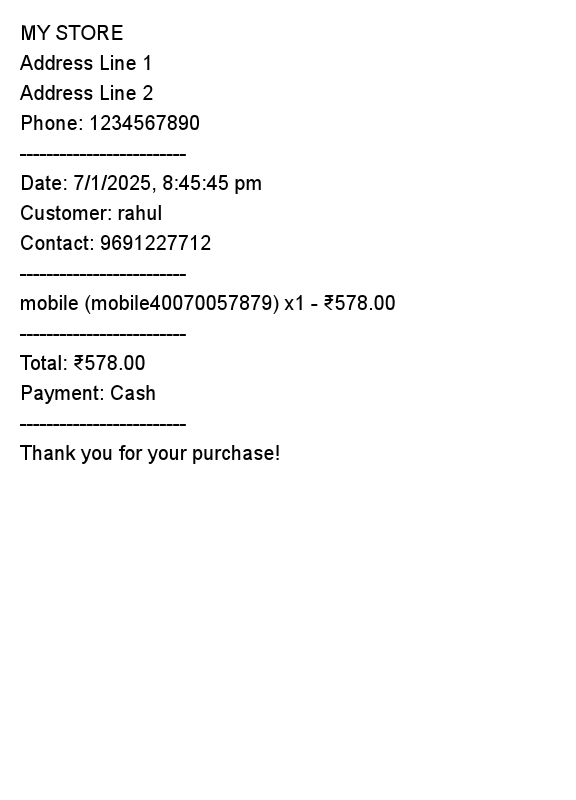 MY STORE
Address Line 1
Address Line 2
Phone: 1234567890
-------------------------
Date: 7/1/2025, 8:45:45 pm
Customer: rahul
Contact: 9691227712
-------------------------
mobile (mobile40070057879) x1 - ₹578.00
-------------------------
Total: ₹578.00
Payment: Cash
-------------------------
Thank you for your purchase!